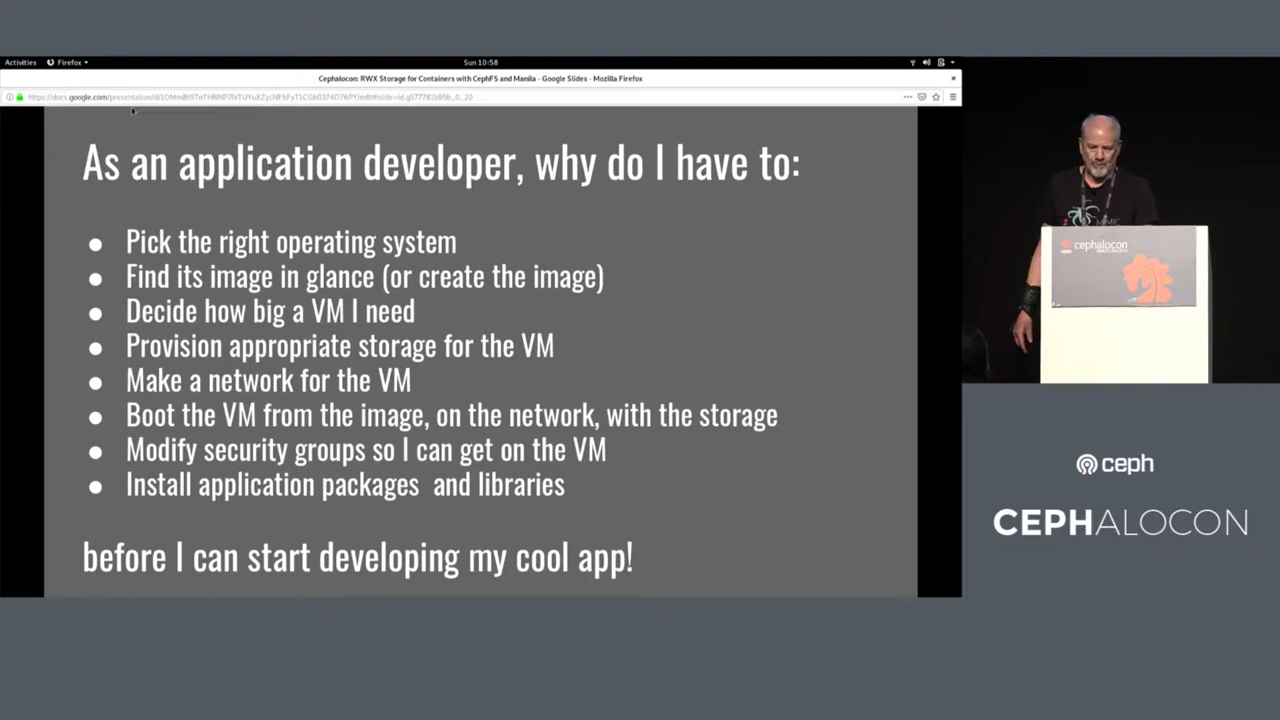 Activities
Firefox
Sun 10:58
Cephalocon: RWX Storage for Containers with CephFS and Manila - Google Slides - Mozilla Firefox
As an application developer, why do I have to:
● Pick the right operating system
● Find its image in glance (or create the image)
● Decide how big a VM I need
● Provision appropriate storage for the VM
● Make a network for the VM
● Boot the VM from the image, on the network, with the storage
● Modify security groups so I can get on the VM
● Install application packages and libraries
before I can start developing my cool app!
MIMIC
cephalocon
ceph
CEPHALOCON